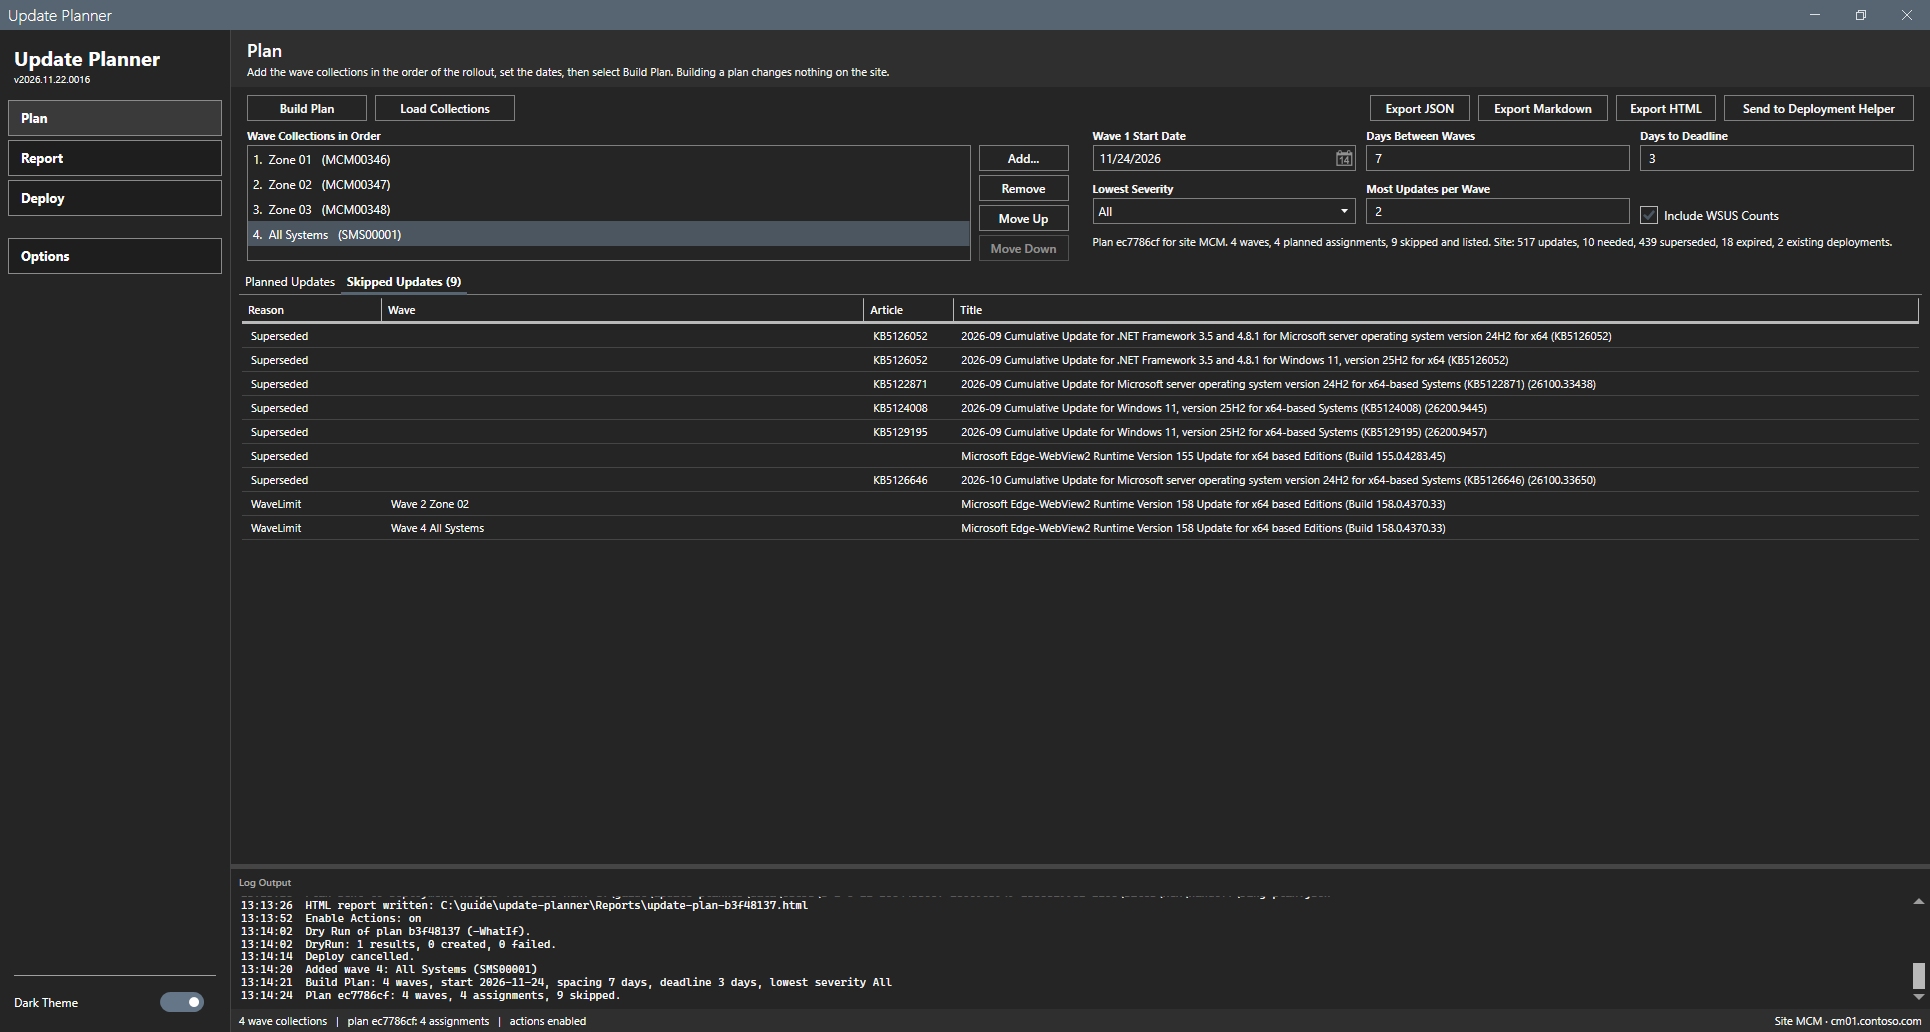 Update Planner
Update Planner
v2026.11.22.0016
Plan
Report
Deploy
Options
Dark Theme
Plan
Add the wave collections in the order of the rollout, set the dates, then select Build Plan. Building a plan changes nothing on the site.
Build Plan
Load Collections
Export JSON
Export Markdown
Export HTML
Send to Deployment Helper
Wave Collections in Order
1. Zone 01 (MCM00346)
2. Zone 02 (MCM00347)
3. Zone 03 (MCM00348)
4. All Systems (SMS00001)
Add...
Remove
Move Up
Move Down
Wave 1 Start Date
11/24/2026
14
Days Between Waves
7
Days to Deadline
3
Lowest Severity
All
Most Updates per Wave
2
Include WSUS Counts
Plan ec7786cf for site MCM. 4 waves, 4 planned assignments, 9 skipped and listed. Site: 517 updates, 10 needed, 439 superseded, 18 expired, 2 existing deployments.
Planned Updates
Skipped Updates (9)
Reason Wave Article Title
Superseded KB5126052 2026-09 Cumulative Update for .NET Framework 3.5 and 4.8.1 for Microsoft server operating system version 24H2 for x64 (KB5126052)
Superseded KB5126052 2026-09 Cumulative Update for .NET Framework 3.5 and 4.8.1 for Windows 11, version 25H2 for x64 (KB5126052)
Superseded KB5122871 2026-09 Cumulative Update for Microsoft server operating system version 24H2 for x64-based Systems (KB5122871) (26100.33438)
Superseded KB5124008 2026-09 Cumulative Update for Windows 11, version 25H2 for x64-based Systems (KB5124008) (26200.9445)
Superseded KB5129195 2026-09 Cumulative Update for Windows 11, version 25H2 for x64-based Systems (KB5129195) (26200.9457)
Superseded Microsoft Edge-WebView2 Runtime Version 155 Update for x64 based Editions (Build 155.0.4283.45)
Superseded KB5126646 2026-10 Cumulative Update for Microsoft server operating system version 24H2 for x64-based Systems (KB5126646) (26100.33650)
WaveLimit Wave 2 Zone 02 Microsoft Edge-WebView2 Runtime Version 158 Update for x64 based Editions (Build 158.0.4370.33)
WaveLimit Wave 4 All Systems Microsoft Edge-WebView2 Runtime Version 158 Update for x64 based Editions (Build 158.0.4370.33)
Log Output
13:13:26 HTML report written: C:\guide\update-planner\Reports\update-plan-b3f48137.html
13:13:52 Enable Actions: on
13:14:02 Dry Run of plan b3f48137 (-WhatIf).
13:14:02 DryRun: 1 results, 0 created, 0 failed.
13:14:14 Deploy cancelled.
13:14:20 Added wave 4: All Systems (SMS00001)
13:14:21 Build Plan: 4 waves, start 2026-11-24, spacing 7 days, deadline 3 days, lowest severity All
13:14:24 Plan ec7786cf: 4 waves, 4 assignments, 9 skipped.
4 wave collections | plan ec7786cf: 4 assignments | actions enabled
Site MCM · cm01.contoso.com